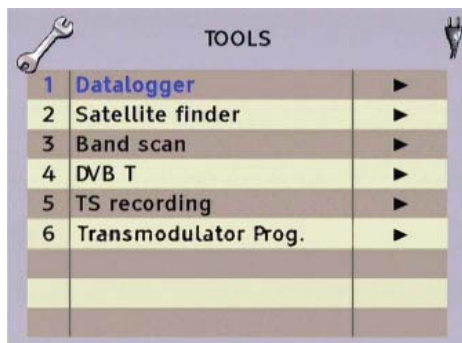 TOOLS
1 Datalogger ►
2 Satellite finder ►
3 Band scan ►
4 DVB T ►
5 TS recording ►
6 Transmodulator Prog. ►